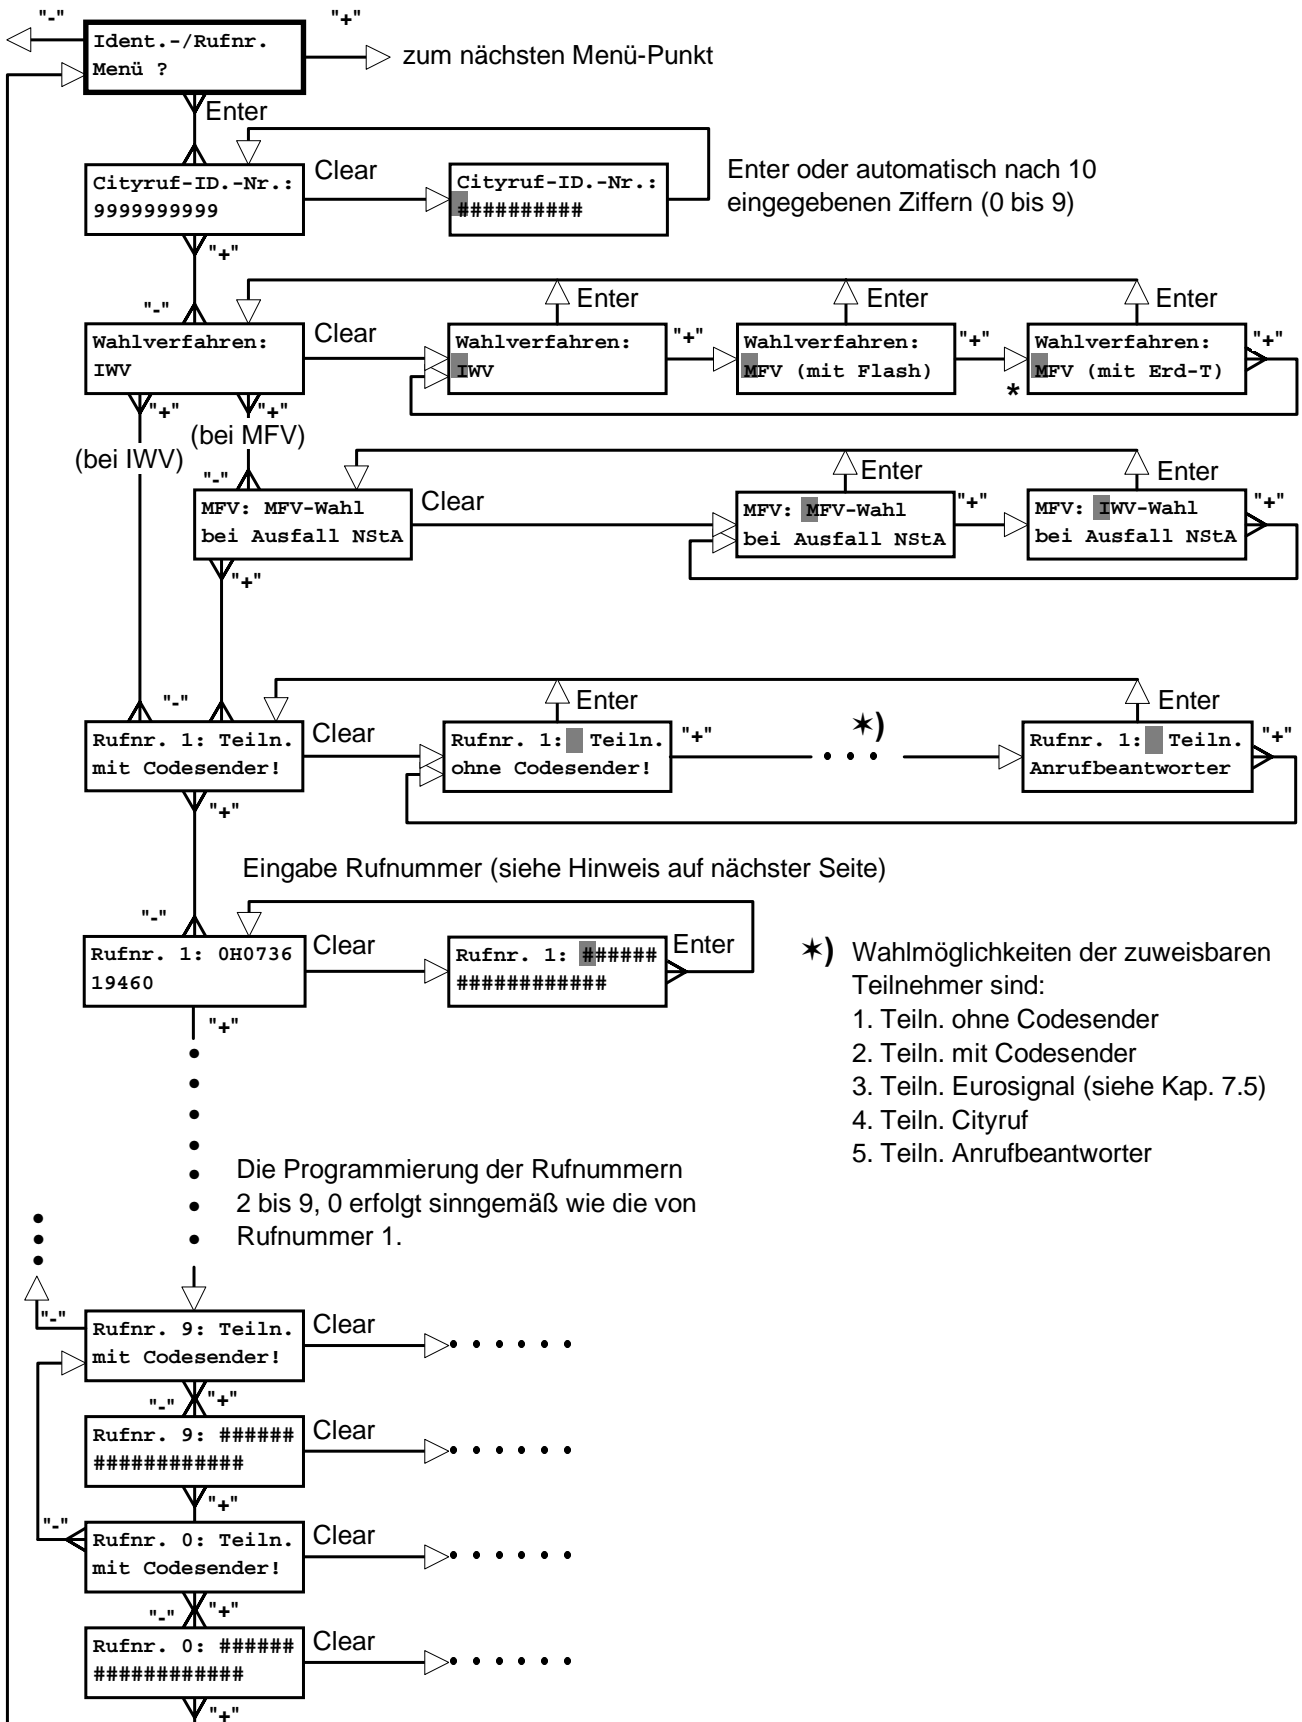 "-"
"+"
Ident.-/Rufnr.
Menü ?
zum nächsten Menü-Punkt
Enter
Cityruf-ID.-Nr.:
9999999999
Clear
Cityruf-ID.-Nr.:
##########
Enter oder automatisch nach 10
eingegebenen Ziffern (0 bis 9)
"+"
"-"
Wahlverfahren:
IWV
Clear
Enter
Wahlverfahren:
IWV
"+"
Enter
Wahlverfahren:
MFV (mit Flash)
"+"
Enter
Wahlverfahren:
MFV (mit Erd-T)
"+"
*
"+"
"+"
(bei MFV)
(bei IWV)
"-"
MFV: MFV-Wahl
bei Ausfall NStA
Clear
Enter
MFV: MFV-Wahl
bei Ausfall NStA
"+"
Enter
MFV: IWV-Wahl
bei Ausfall NStA
"+"
"+"
"-"
Rufnr. 1: Teiln.
mit Codesender!
Clear
Enter
Rufnr. 1: Teiln.
ohne Codesender!
"+"
✶)
• • •
Enter
Rufnr. 1: Teiln.
Anrufbeantworter
"+"
"+"
Eingabe Rufnummer (siehe Hinweis auf nächster Seite)
"-"
Rufnr. 1: 0H0736
19460
Clear
Rufnr. 1: ######
############
Enter
"+"
✶) Wahlmöglichkeiten der zuweisbaren
Teilnehmer sind:
1. Teiln. ohne Codesender
2. Teiln. mit Codesender
3. Teiln. Eurosignal (siehe Kap. 7.5)
4. Teiln. Cityruf
5. Teiln. Anrufbeantworter
Die Programmierung der Rufnummern
2 bis 9, 0 erfolgt sinngemäß wie die von
Rufnummer 1.
"-"
Rufnr. 9: Teiln.
mit Codesender!
Clear
• • • • • •
"-"
"+"
Rufnr. 9: ######
############
Clear
• • • • • •
"+"
"-"
Rufnr. 0: Teiln.
mit Codesender!
Clear
• • • • • •
"-"
"+"
Rufnr. 0: ######
############
Clear
• • • • • •
"+"